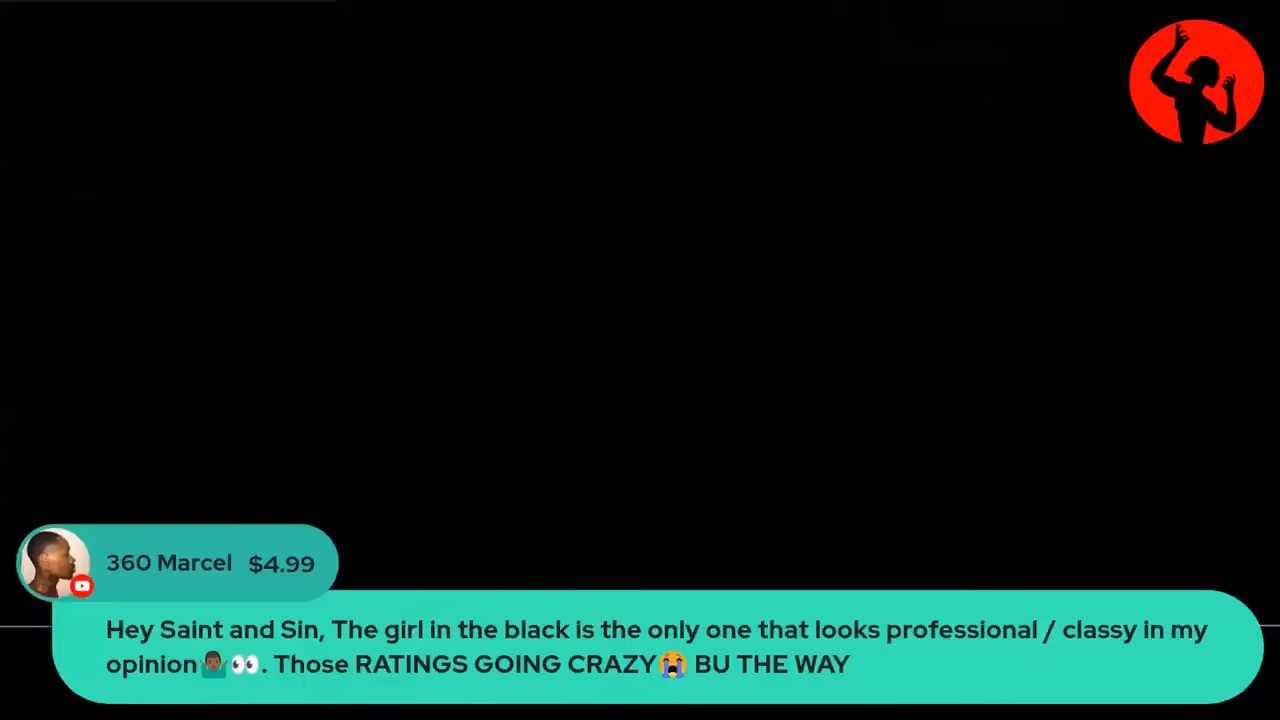 360 Marcel $4.99
Hey Saint and Sin, The girl in the black is the only one that looks professional / classy in my
opinion🤷🏾‍♂️👀. Those RATINGS GOING CRAZY😭 BU THE WAY